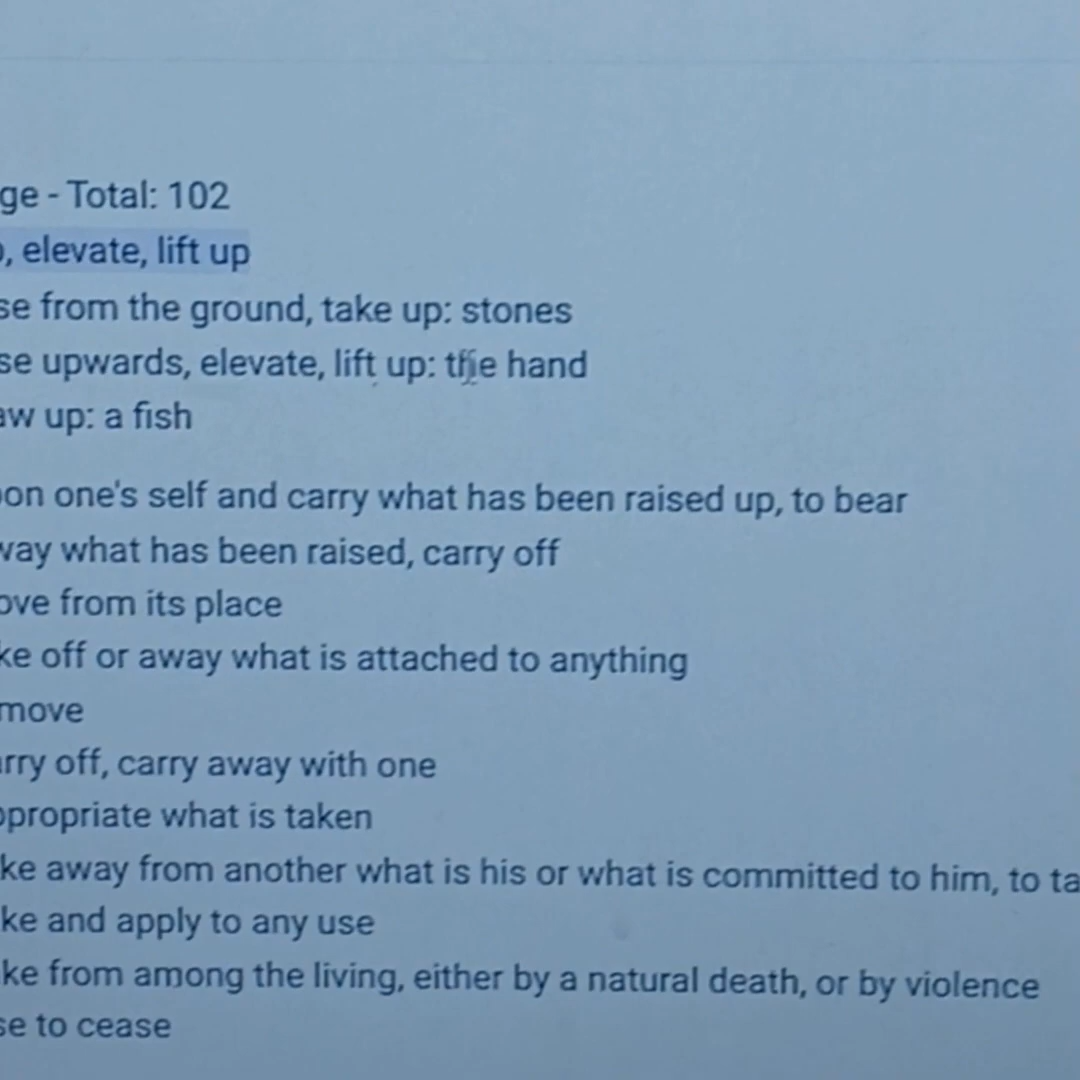 ge - Total: 102
, elevate, lift up
se from the ground, take up: stones
se upwards, elevate, lift up: the hand
aw up: a fish
on one's self and carry what has been raised up, to bear
way what has been raised, carry off
ove from its place
ke off or away what is attached to anything
move
rry off, carry away with one
propriate what is taken
ke away from another what is his or what is committed to him, to ta
ke and apply to any use
ke from among the living, either by a natural death, or by violence
se to cease